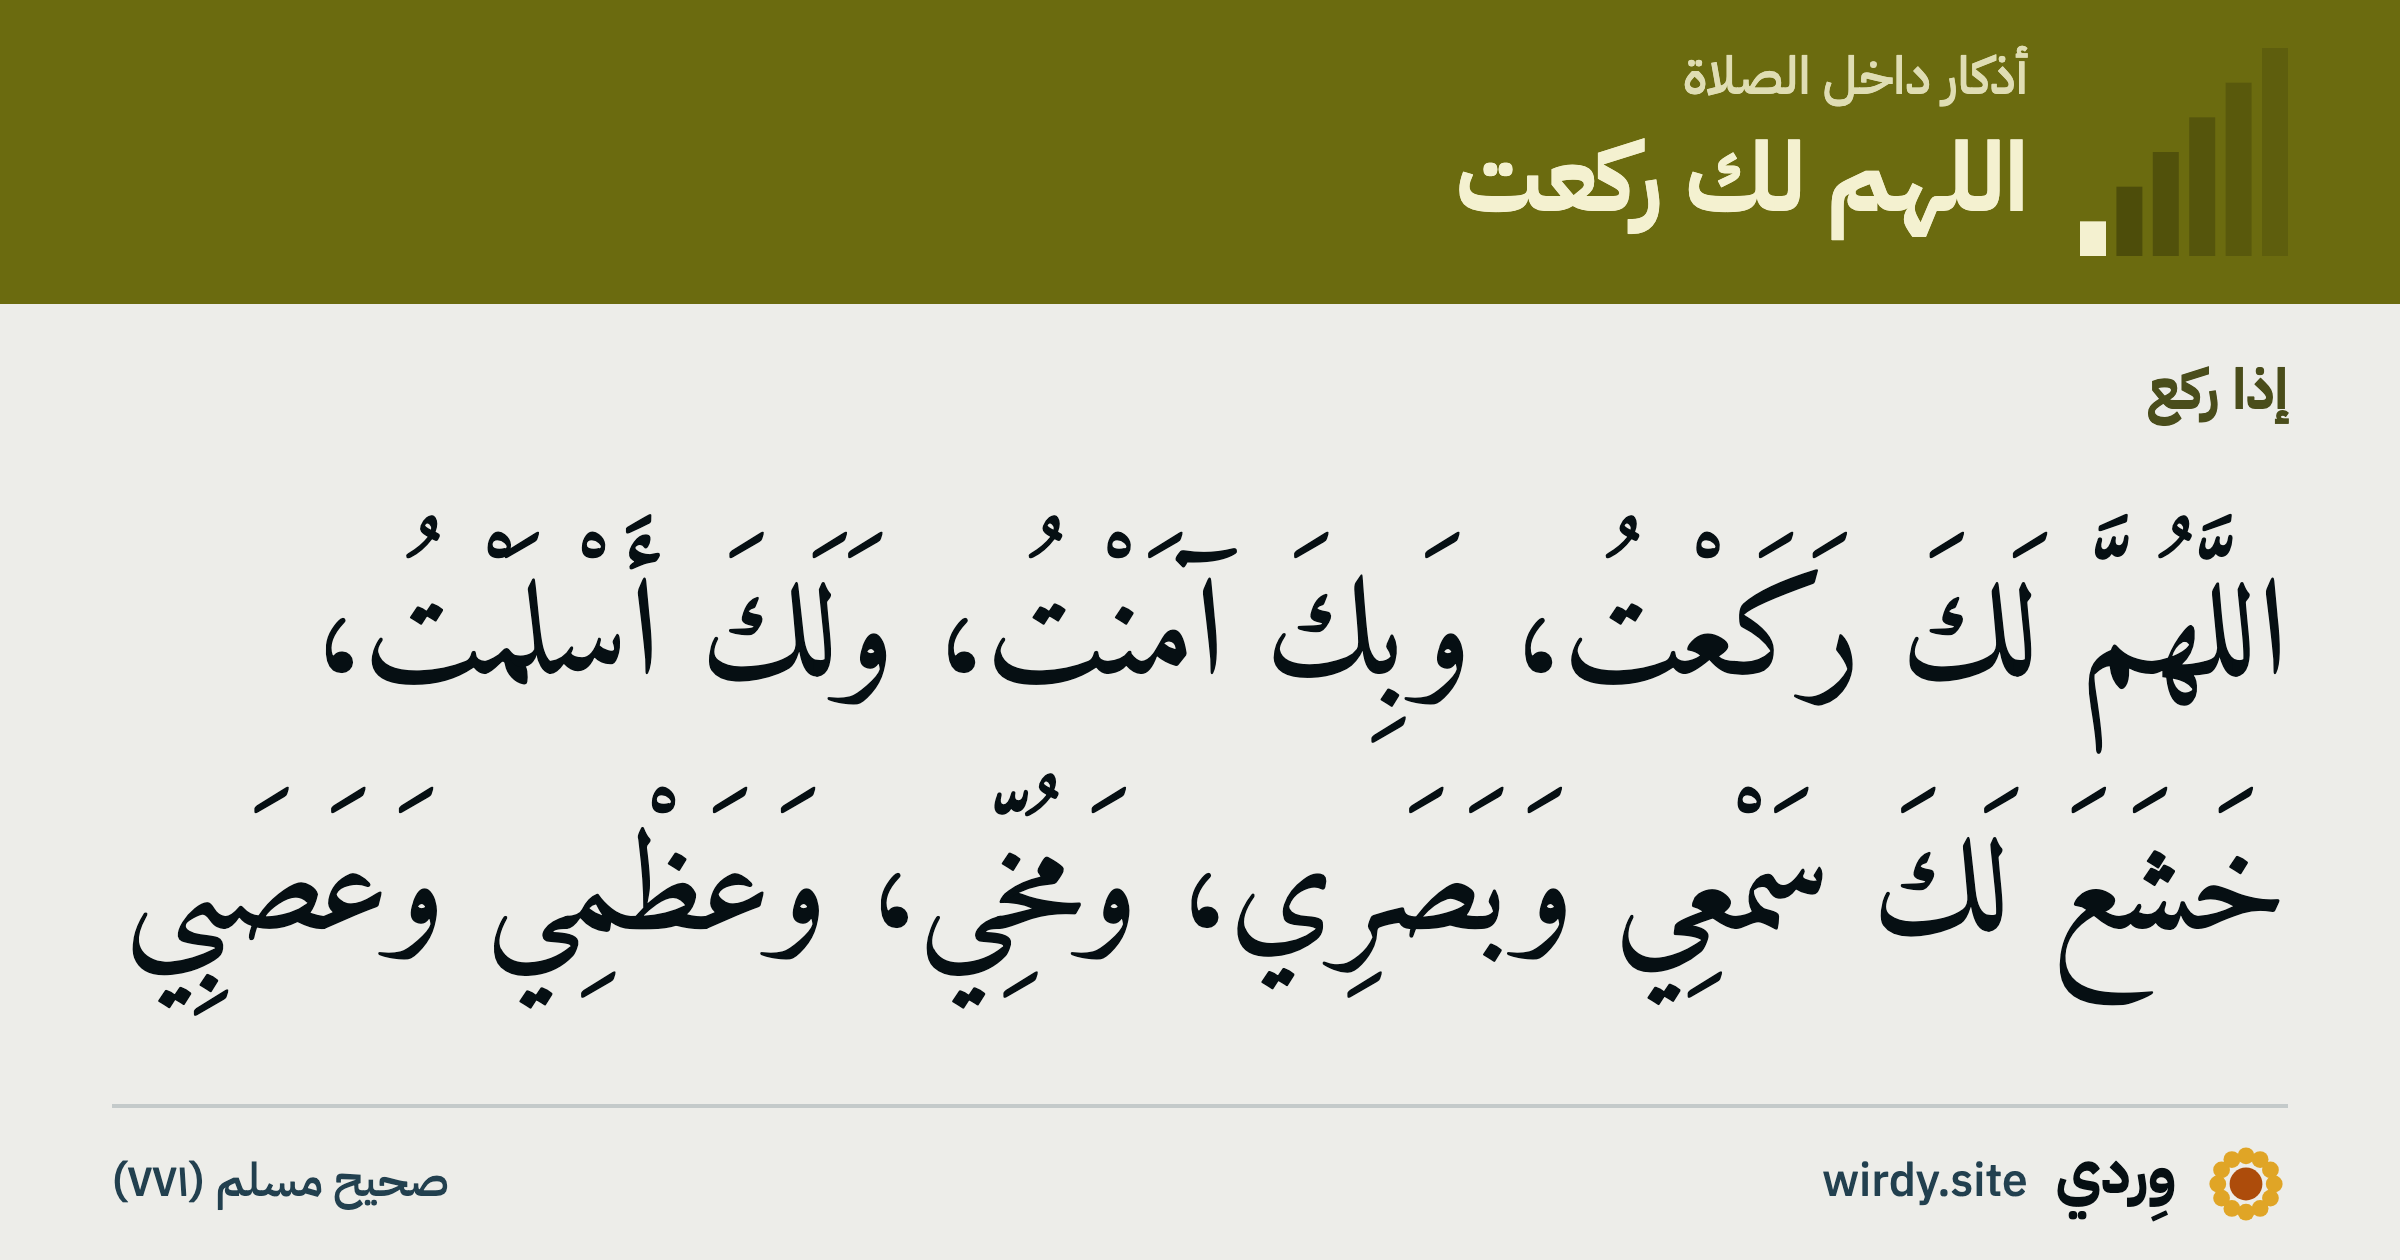 أذكار داخل الصلاة
اللهم لك ركعت
إذا ركع
اللَّهُمَّ لَكَ رَكَعْتُ، وَبِكَ آمَنْتُ، وَلَكَ أَسْلَمْتُ،
خَشَعَ لَكَ سَمْعِي وَبَصَرِي، وَمُخِّي، وَعَظْمِي وَعَصَبِي
وِردي wirdy.site
صحيح مسلم (٧٧١)